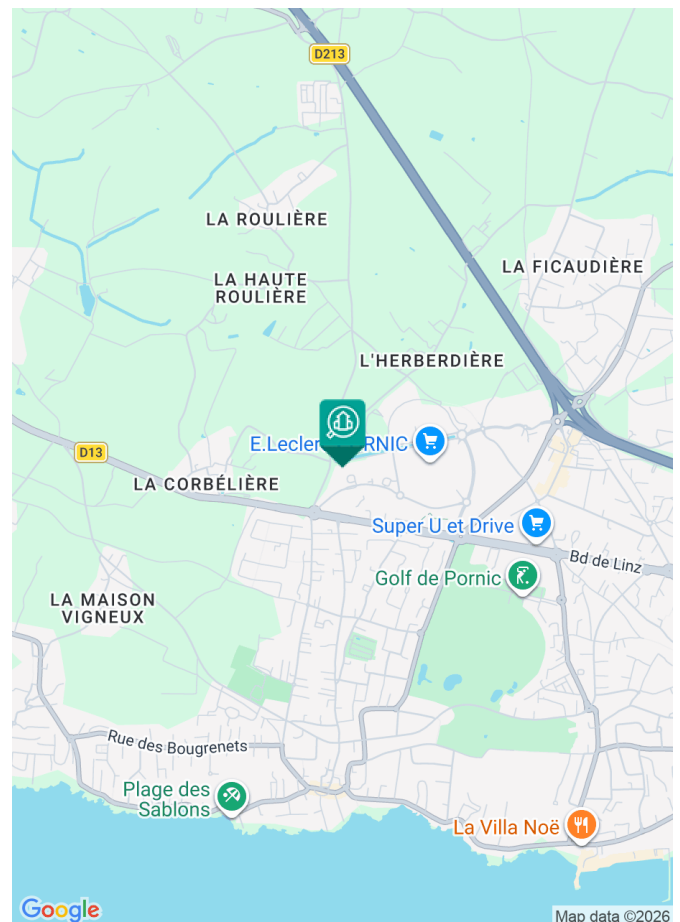 D213
LA ROULIÈRE
LA FICAUDIÈRE
LA HAUTE
ROULIÈRE
L'HERBERDIÈRE
E.Lecler RNIC
D13
LA CORBÉLIÈRE
Super U et Drive
Bd de Linz
Golf de Pornic
LA MAISON
VIGNEUX
Rue des Bougrenets
Plage des
Sablons
La Villa Noë
Google
Map data ©2026